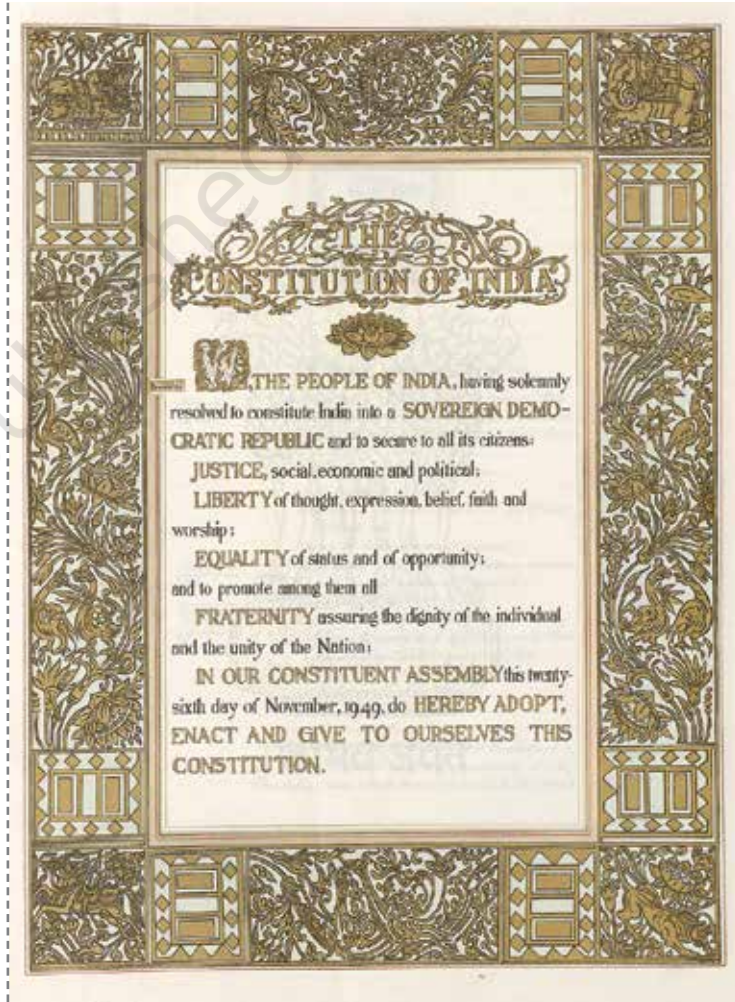 THE
CONSTITUTION OF INDIA
WE, THE PEOPLE OF INDIA, having solemnly
resolved to constitute India into a SOVEREIGN DEMO-
CRATIC REPUBLIC and to secure to all its citizens:
JUSTICE, social, economic and political;
LIBERTY of thought, expression, belief, faith and
worship;
EQUALITY of status and of opportunity;
and to promote among them all
FRATERNITY assuring the dignity of the individual
and the unity of the Nation;
IN OUR CONSTITUENT ASSEMBLY this twenty-
sixth day of November, 1949, do HEREBY ADOPT,
ENACT AND GIVE TO OURSELVES THIS
CONSTITUTION.